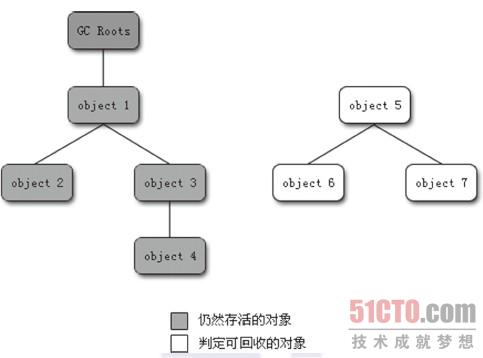 GC Roots
object 1
object 5
object 2
object 3
object 6
object 7
object 4
仍然存活的对象
判定可回收的对象
51CTO.com
技术成就梦想